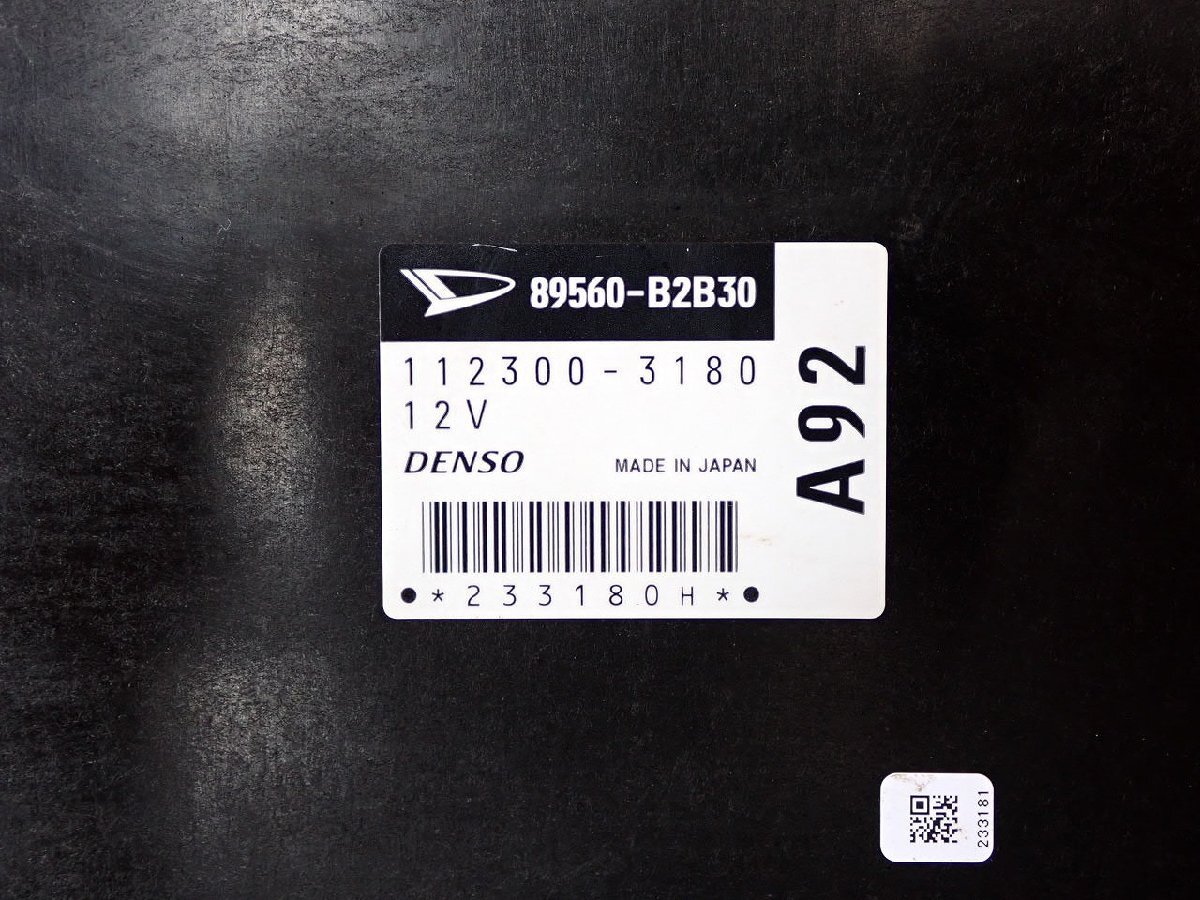 89560-B2B30
112300-3180
12V
DENSO MADE IN JAPAN
*233180H*
A92
233181